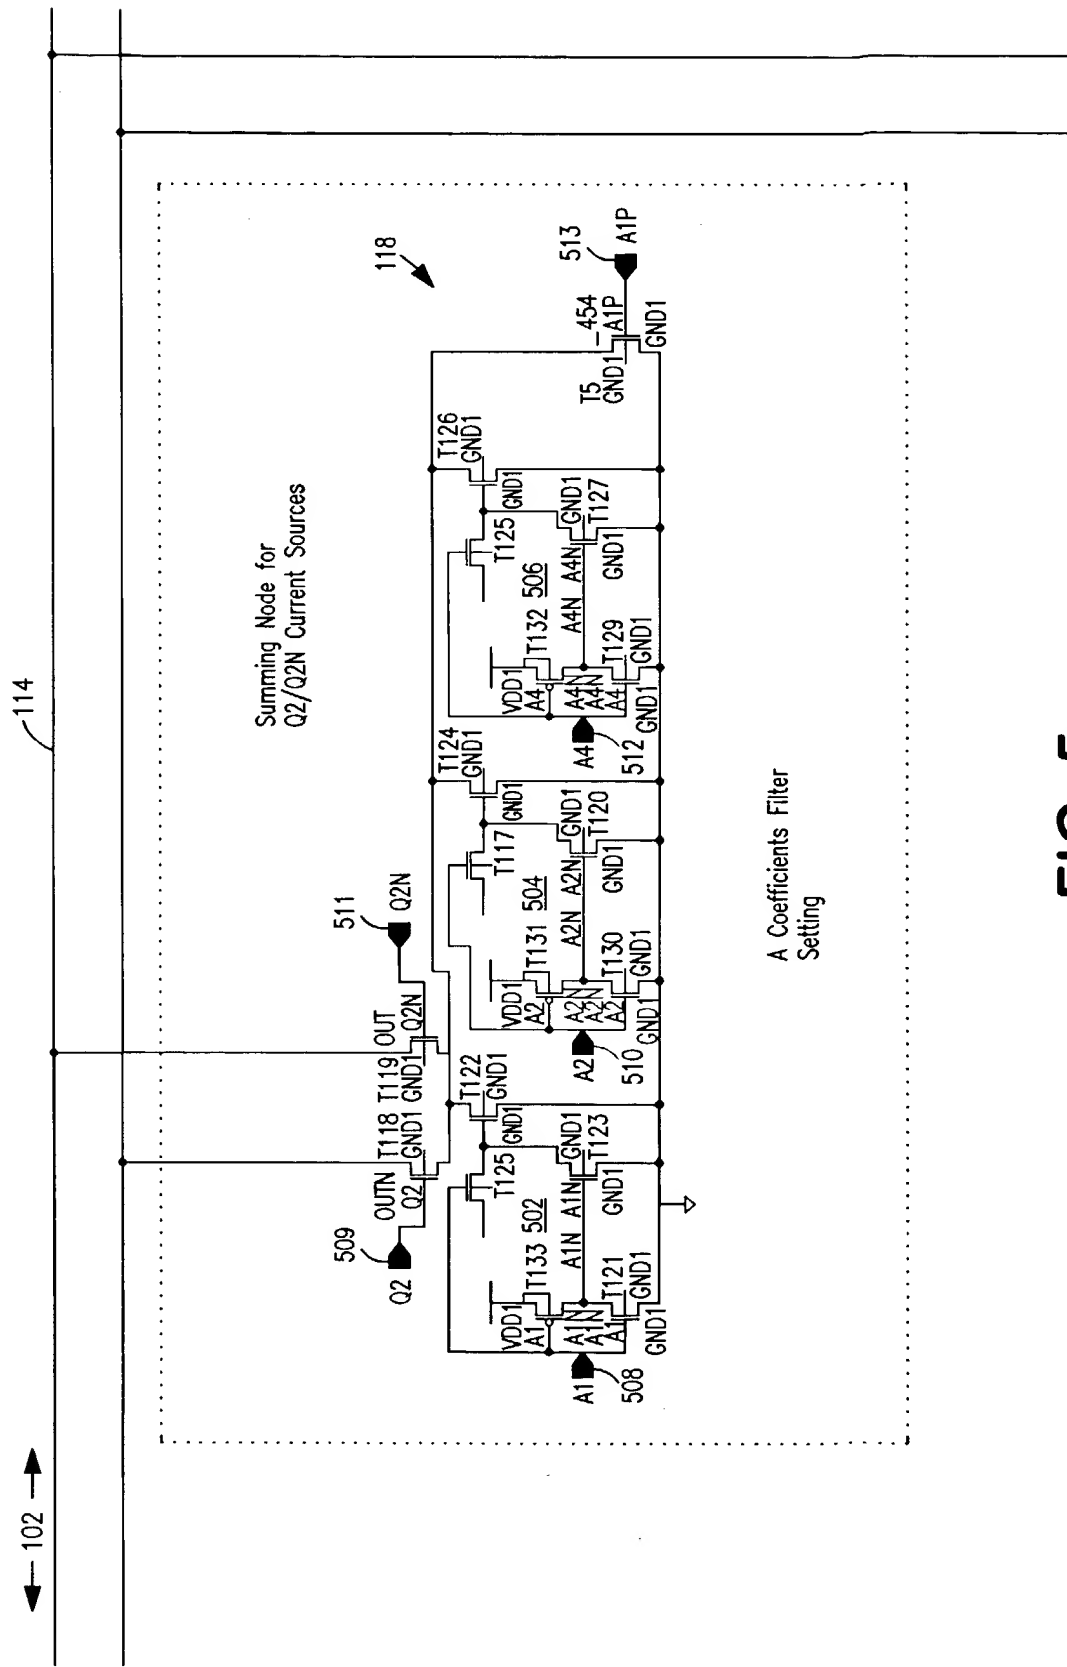 102
114
Summing Node for
Q2/Q2N Current Sources
118
509
Q2
OUTN
Q2
T118
GND1
T119
GND1
OUT
Q2N
511
Q2N
A1
508
VDD1
A1
T133
A1N
A1N
A1
T121
GND1
GND1
502
A1N
A1N
T125
GND1
T123
GND1
T122
GND1
GND1
A2
510
VDD1
A2
T131
A2N
A2N
A2
T130
GND1
GND1
504
A2N
A2N
T117
GND1
T120
GND1
T124
GND1
GND1
A4
512
VDD1
A4
T132
A4N
A4N
A4
T129
GND1
GND1
506
A4N
A4N
T125
GND1
T127
GND1
T126
GND1
GND1
T5
GND1
454
A1P
GND1
513
A1P
A Coefficients Filter
Setting